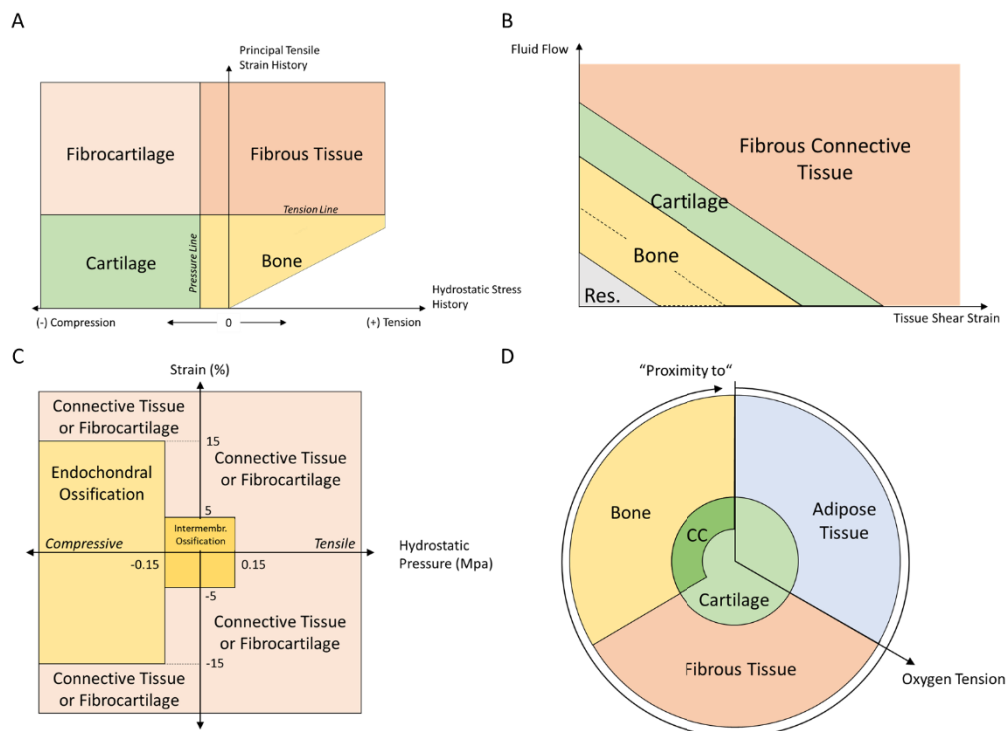 A
Principal Tensile
Strain History
Fibrocartilage
Fibrous Tissue
Tension Line
Cartilage
Pressure Line
Bone
Hydrostatic Stress
History
(-) Compression
0
(+) Tension
B
Fluid Flow
Fibrous Connective
Tissue
Cartilage
Bone
Res.
Tissue Shear Strain
C
Strain (%)
Connective Tissue
or Fibrocartilage
15
Endochondral
Ossification
Connective Tissue
or Fibrocartilage
5
Intermembr.
Ossification
Compressive
Tensile
Hydrostatic
Pressure (Mpa)
-0.15
0.15
-5
Connective Tissue
or Fibrocartilage
-15
Connective Tissue
or Fibrocartilage
D
"Proximity to"
Bone
Adipose
Tissue
CC
Cartilage
Fibrous Tissue
Oxygen Tension